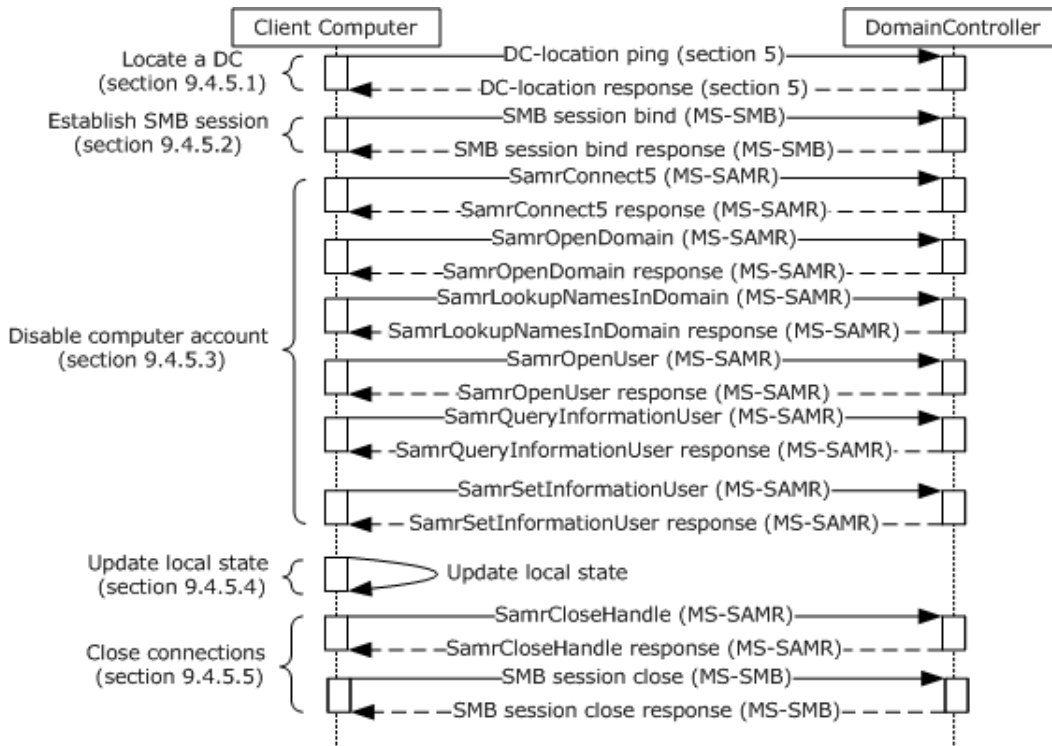 Client Computer
DomainController
Locate a DC
(section 9.4.5.1)
DC-location ping (section 5)
DC-location response (section 5)
Establish SMB session
(section 9.4.5.2)
SMB session bind (MS-SMB)
SMB session bind response (MS-SMB)
Disable computer account
(section 9.4.5.3)
SamrConnect5 (MS-SAMR)
SamrConnect5 response (MS-SAMR)
SamrOpenDomain (MS-SAMR)
SamrOpenDomain response (MS-SAMR)
SamrLookupNamesInDomain (MS-SAMR)
SamrLookupNamesInDomain response (MS-SAMR)
SamrOpenUser (MS-SAMR)
SamrOpenUser response (MS-SAMR)
SamrQueryInformationUser (MS-SAMR)
SamrQueryInformationUser response (MS-SAMR)
SamrSetInformationUser (MS-SAMR)
SamrSetInformationUser response (MS-SAMR)
Update local state
(section 9.4.5.4)
Update local state
Close connections
(section 9.4.5.5)
SamrCloseHandle (MS-SAMR)
SamrCloseHandle response (MS-SAMR)
SMB session close (MS-SMB)
SMB session close response (MS-SMB)